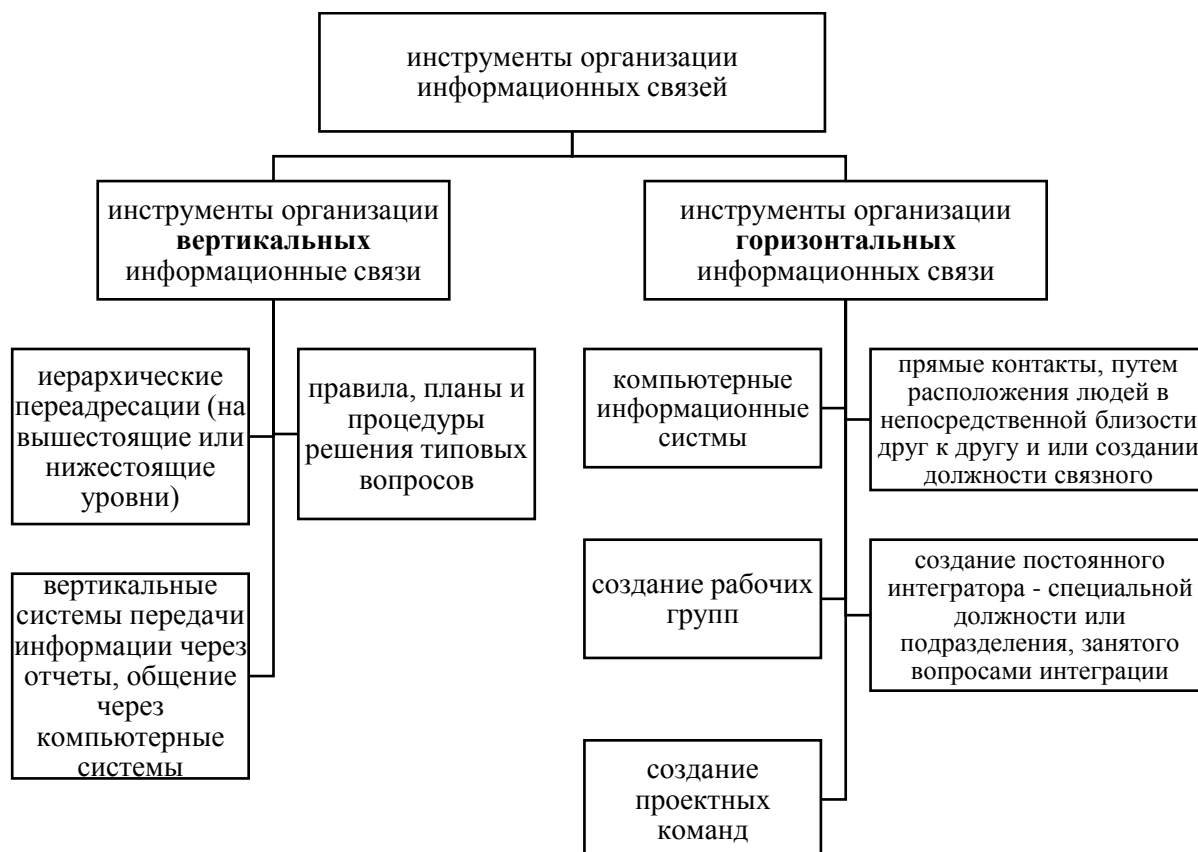 инструменты организации
информационных связей
инструменты организации
вертикальных
информационные связи
инструменты организации
горизонтальных
информационных связи
иерархические
переадресации (на
вышестоящие или
нижестоящие
уровни)
правила, планы и
процедуры
решения типовых
вопросов
вертикальные
системы передачи
информации через
отчеты, общение
через
компьютерные
системы
компьютерные
информационные
систмы
прямые контакты, путем
расположения людей в
непосредственной близости
друг к другу и или создании
должности связного
создание рабочих
групп
создание постоянного
интегратора - специальной
должности или
подразделения, занятого
вопросами интеграции
создание
проектных
команд